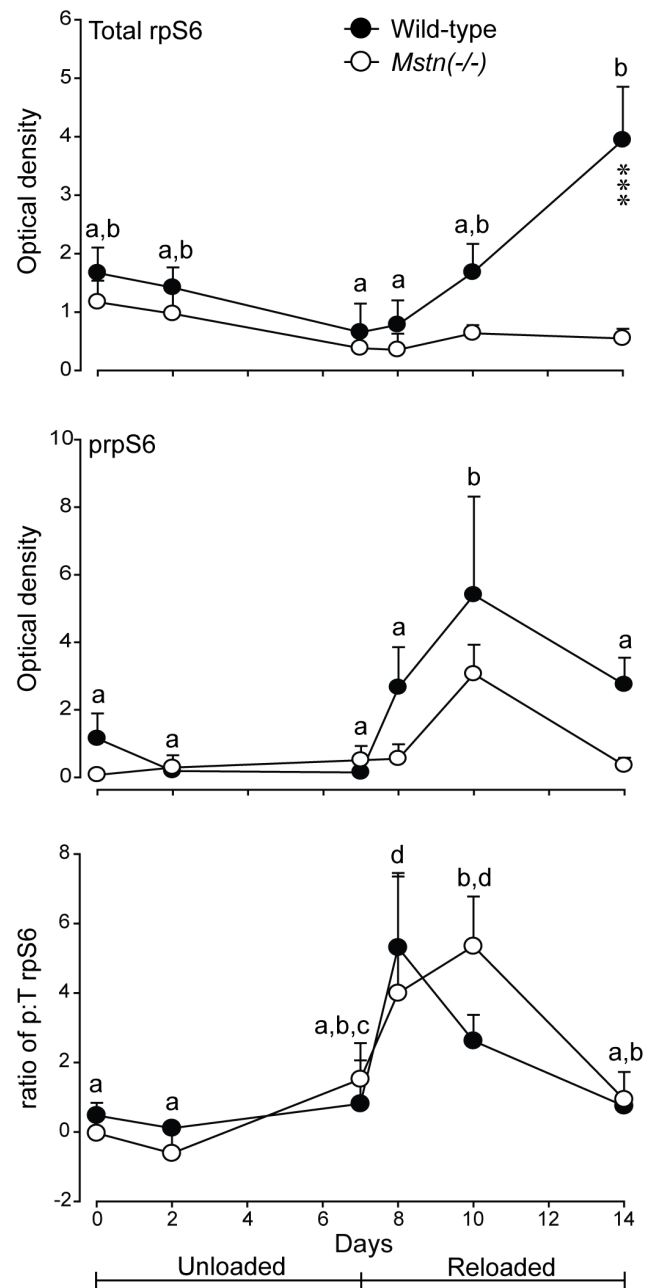 Total rpS6
Wild-type
Mstn(-/-)
Optical density
6
5
4
3
2
1
0
a,b
a,b
a
a
a,b
b
***
prpS6
Optical density
10
8
6
4
2
0
a
a
a
a
b
a
ratio of p:T rpS6
8
6
4
2
0
-2
a
a
a,b,c
d
b,d
a,b
0 2 4 6 8 10 12 14
Days
Unloaded Reloaded